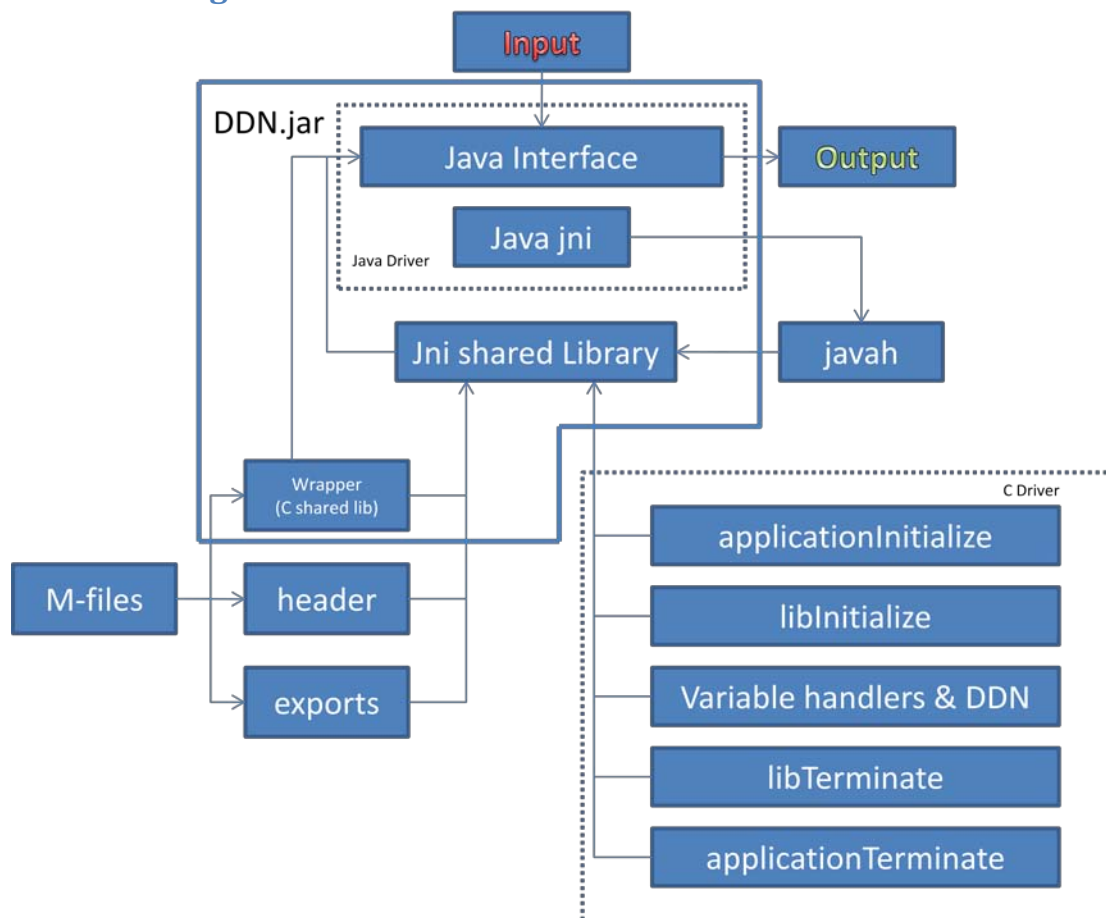 Input
DDN.jar
Java Interface
Output
Java jni
Java Driver
Jni shared Library
javah
Wrapper
(C shared lib)
C Driver
applicationInitialize
M-files
header
libInitialize
exports
Variable handlers & DDN
libTerminate
applicationTerminate